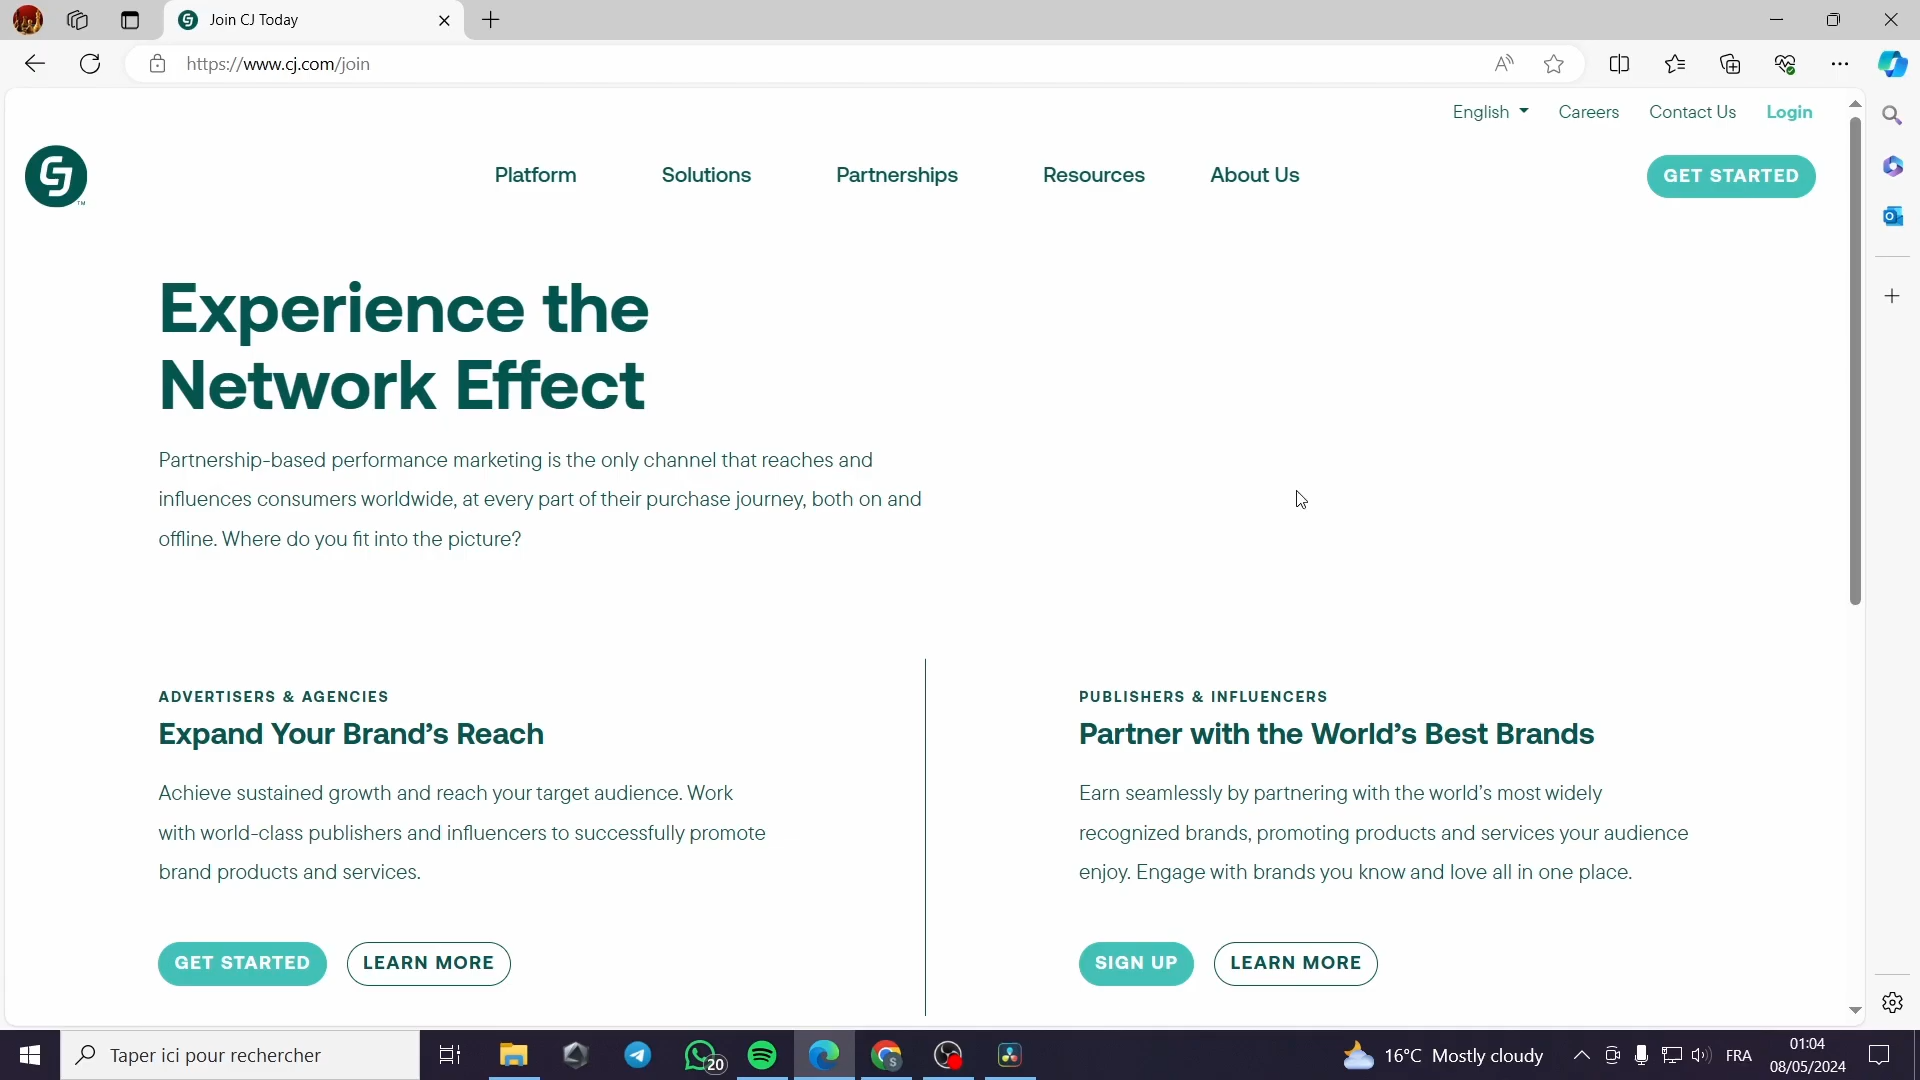 Join CJ Today
https://www.cj.com/join
English
Careers
Contact Us
Login
CJ
TM
Platform
Solutions
Partnerships
Resources
About Us
GET STARTED
Experience the
Network Effect
Partnership-based performance marketing is the only channel that reaches and
influences consumers worldwide, at every part of their purchase journey, both on and
offline. Where do you fit into the picture?
ADVERTISERS & AGENCIES
Expand Your Brand’s Reach
Achieve sustained growth and reach your target audience. Work
with world-class publishers and influencers to successfully promote
brand products and services.
GET STARTED
LEARN MORE
PUBLISHERS & INFLUENCERS
Partner with the World’s Best Brands
Earn seamlessly by partnering with the world’s most widely
recognized brands, promoting products and services your audience
enjoy. Engage with brands you know and love all in one place.
SIGN UP
LEARN MORE
Taper ici pour rechercher
20
16°C Mostly cloudy
FRA
01:04
08/05/2024